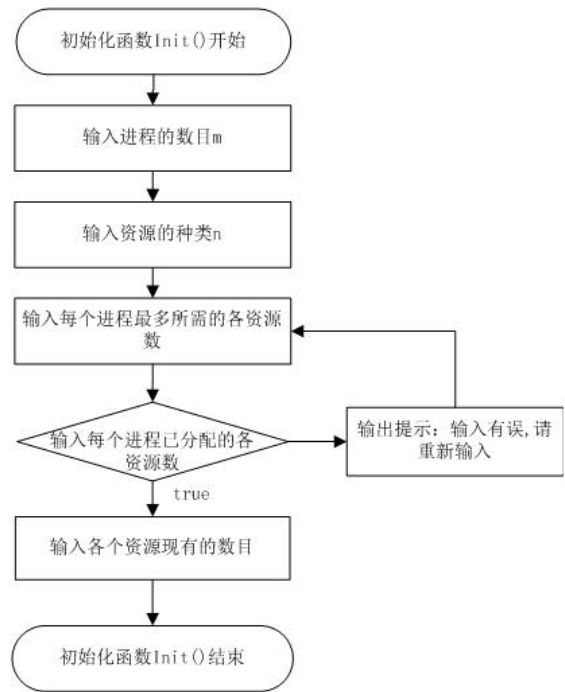 初始化函数Init()开始
输入进程的数目m
输入资源的种类n
输入每个进程最多所需的各资源
数
输入每个进程已分配的各
资源数
输出提示：输入有误,请
重新输入
true
输入各个资源现有的数目
初始化函数Init()结束